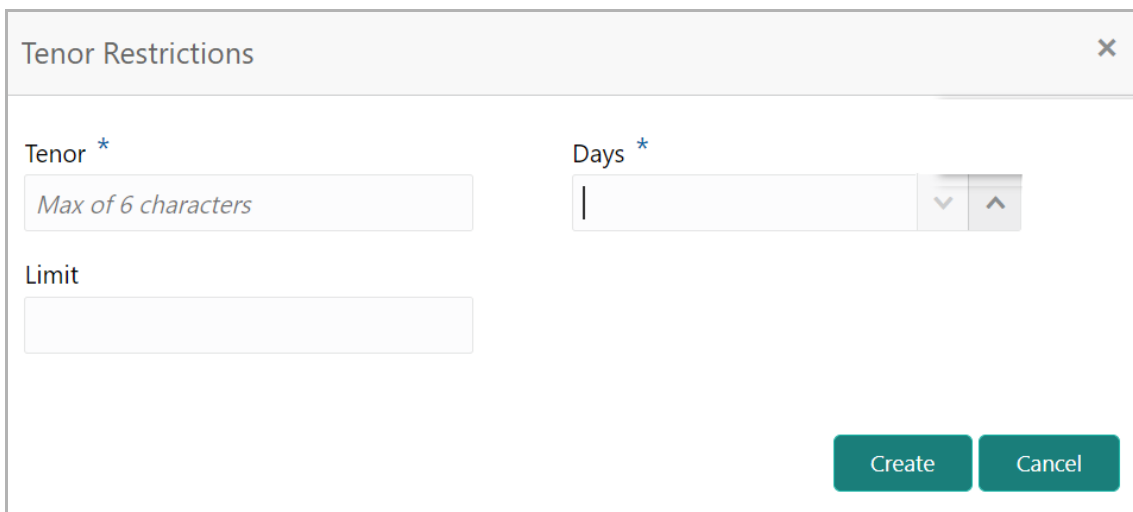 Tenor Restrictions
Tenor *
Days *
Max of 6 characters
Limit
Create
Cancel